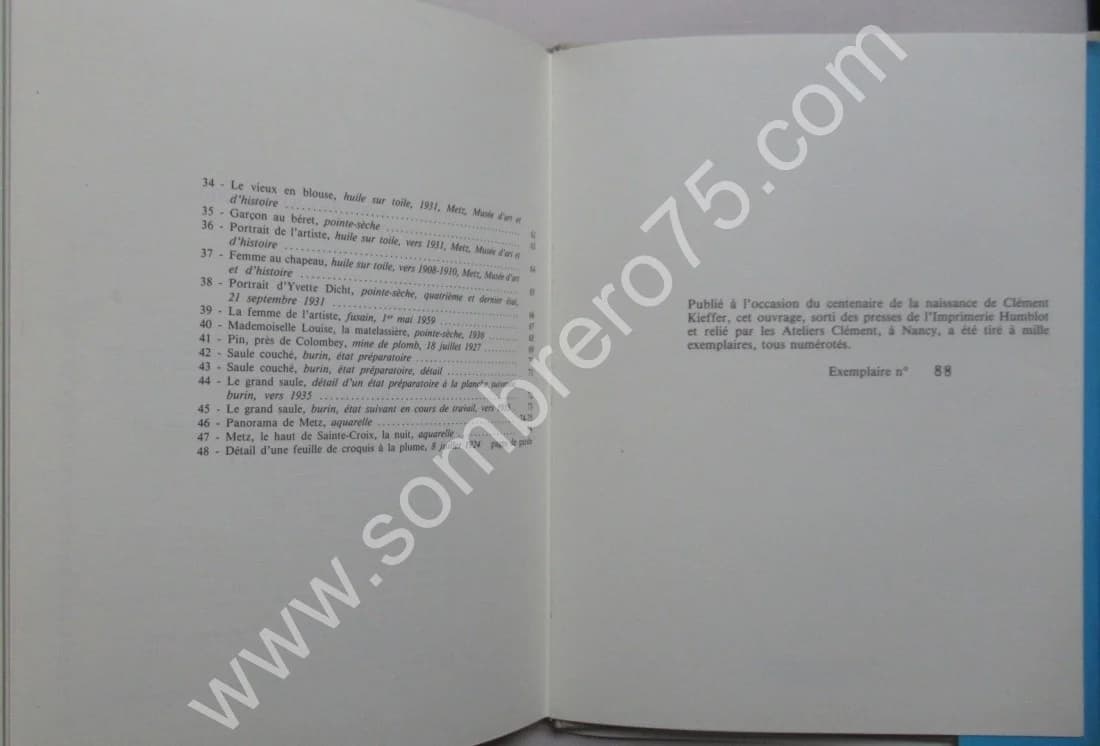 34 - Le vieux en blouse, huile sur toile, 1931, Metz, Musée d'art et
d'histoire ........................................
35 - Garçon au béret, pointe-sèche ........................................
36 - Portrait de l'artiste, huile sur toile, vers 1931, Metz, Musée d'art et
d'histoire ........................................
37 - Femme au chapeau, huile sur toile, vers 1908-1910, Metz, Musée d'art
et d'histoire ........................................
38 - Portrait d'Yvette Dicht, pointe-sèche, quatrième et dernier état,
21 septembre 1931 ........................................
39 - La femme de l'artiste, fusain, 1er mai 1959 ....................
40 - Mademoiselle Louise, la matelassière, pointe-sèche, 1936 ........
41 - Pin, près de Colombey, mine de plomb, 18 juillet 1927 ..........
42 - Saule couché, burin, état préparatoire ....................
43 - Saule couché, burin, état préparatoire, détail ..............
44 - Le grand saule, détail d'un état préparatoire à la planche
burin, vers 1935 ........................................
45 - Le grand saule, burin, état suivant en cours de travail, vers
46 - Panorama de Metz, aquarelle ..............................
47 - Metz, le haut de Sainte-Croix, la nuit, aquarelle ................
48 - Détail d'une feuille de croquis à la plume, 8 juillet 1924
Publié à l'occasion du centenaire de la naissance de Clément
Kieffer, cet ouvrage, sorti des presses de l'Imprimerie Humblot
et relié par les Ateliers Clément, à Nancy, a été tiré à mille
exemplaires, tous numérotés.
Exemplaire n° 88
www.sombrero75.com